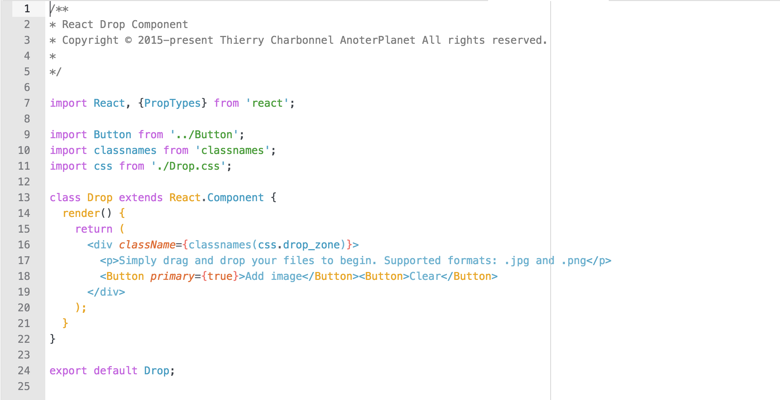 1 /**
2 * React Drop Component
3 * Copyright © 2015-present Thierry Charbonnel AnoterPlanet All rights reserved.
4 *
5 */
6
7 import React, {PropTypes} from 'react';
8
9 import Button from '../Button';
10 import classnames from 'classnames';
11 import css from './Drop.css';
12
13 class Drop extends React.Component {
14   render() {
15     return (
16       <div className={classnames(css.drop_zone)}>
17         <p>Simply drag and drop your files to begin. Supported formats: .jpg and .png</p>
18         <Button primary={true}>Add image</Button><Button>Clear</Button>
19       </div>
20     );
21   }
22 }
23
24 export default Drop;
25